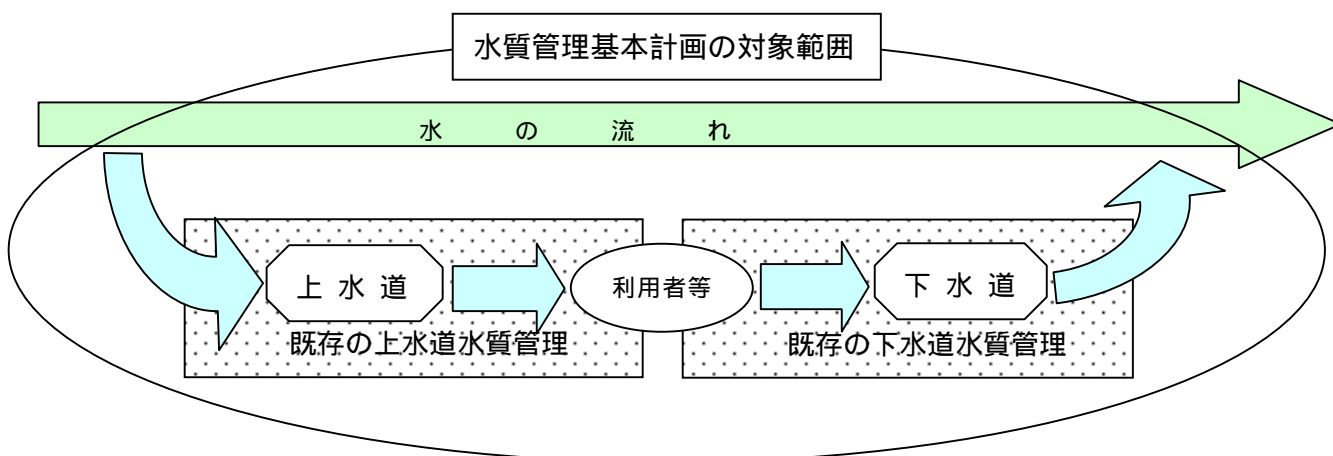 水質管理基本計画の対象範囲
水の流れ
上水道
利用者等
下水道
既存の上水道水質管理
既存の下水道水質管理